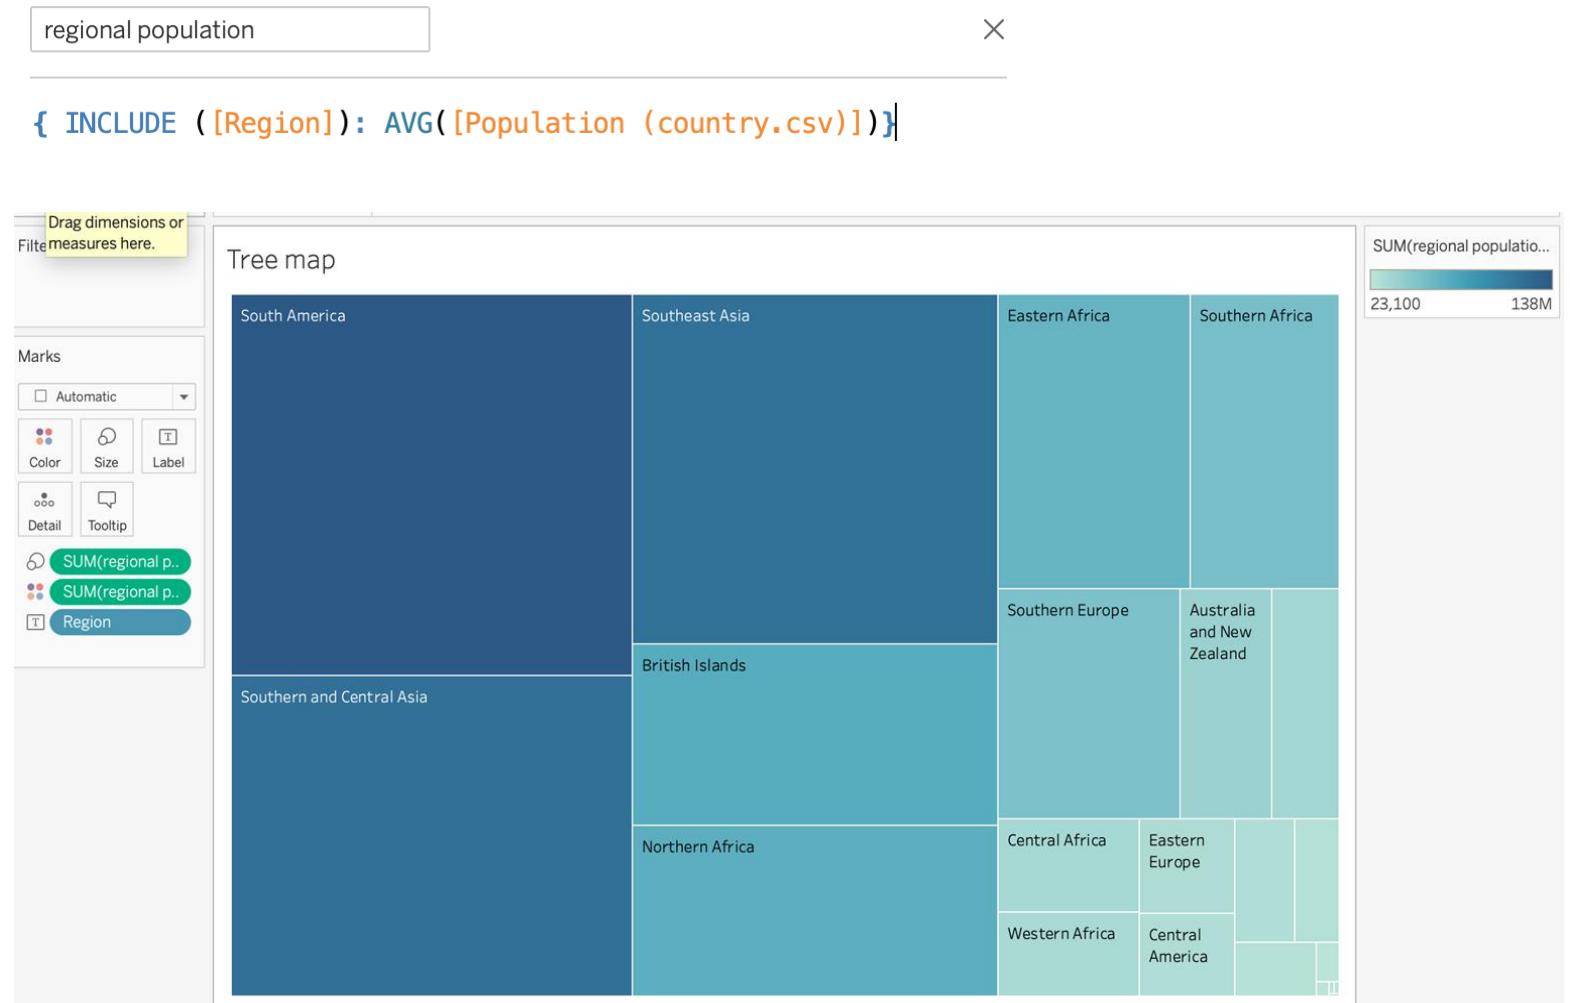 regional population
{ INCLUDE ([Region]): AVG([Population (country.csv)])}
Drag dimensions or
measures here.
Filte
Tree map
SUM(regional populatio...
23,100 138M
Marks
Automatic
Color Size Label
Detail Tooltip
SUM(regional p..
SUM(regional p..
Region
South America
Southeast Asia
Eastern Africa
Southern Africa
Southern Europe
Australia
and New
Zealand
British Islands
Southern and Central Asia
Northern Africa
Central Africa
Eastern
Europe
Western Africa
Central
America